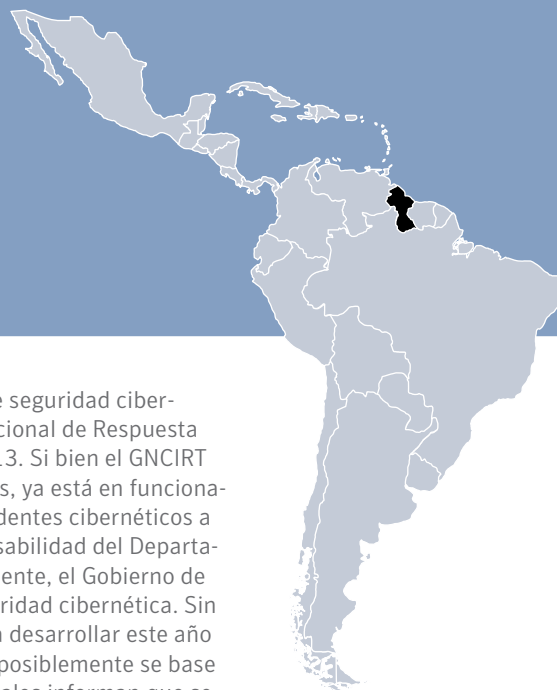 e seguridad ciber-
cional de Respuesta
13. Si bien el GNCIRT
s, ya está en funciona-
dentes cibernéticos a
sabilidad del Departa-
ente, el Gobierno de
ridad cibernética. Sin
a desarrollar este año
posiblemente se base